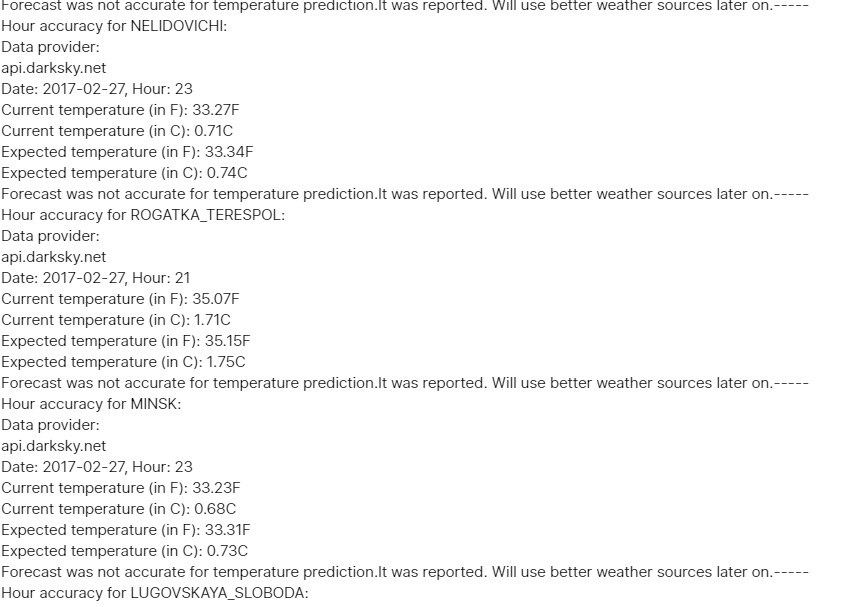 Forecast was not accurate for temperature prediction.It was reported. Will use better weather sources later on.-----
Hour accuracy for NELIDOVICHI:
Data provider:
api.darksky.net
Date: 2017-02-27, Hour: 23
Current temperature (in F): 33.27F
Current temperature (in C): 0.71C
Expected temperature (in F): 33.34F
Expected temperature (in C): 0.74C
Forecast was not accurate for temperature prediction.It was reported. Will use better weather sources later on.-----
Hour accuracy for ROGATKA_TERESPOL:
Data provider:
api.darksky.net
Date: 2017-02-27, Hour: 21
Current temperature (in F): 35.07F
Current temperature (in C): 1.71C
Expected temperature (in F): 35.15F
Expected temperature (in C): 1.75C
Forecast was not accurate for temperature prediction.It was reported. Will use better weather sources later on.-----
Hour accuracy for MINSK:
Data provider:
api.darksky.net
Date: 2017-02-27, Hour: 23
Current temperature (in F): 33.23F
Current temperature (in C): 0.68C
Expected temperature (in F): 33.31F
Expected temperature (in C): 0.73C
Forecast was not accurate for temperature prediction.It was reported. Will use better weather sources later on.-----
Hour accuracy for LUGOVSKAYA_SLOBODA: